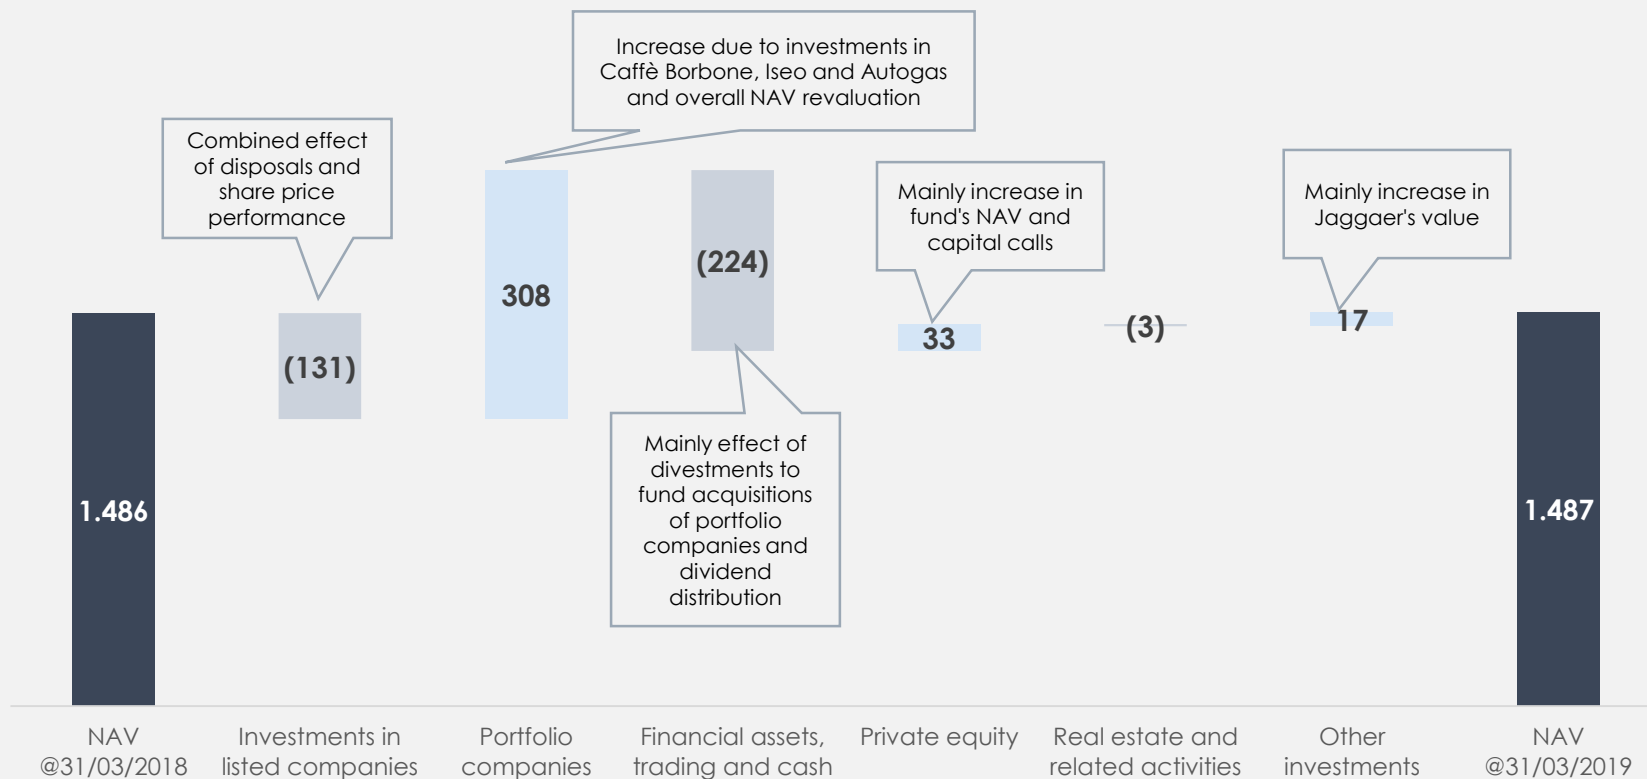 Increase due to investments in
Caffè Borbone, Iseo and Autogas
and overall NAV revaluation
Combined effect
of disposals and
share price
performance
Mainly increase in
fund's NAV and
capital calls
Mainly increase in
Jaggaer's value
Mainly effect of
divestments to
fund acquisitions
of portfolio
companies and
dividend
distribution
1.486
(131)
308
(224)
33
(3)
17
1.487
NAV
@31/03/2018
Investments in
listed companies
Portfolio
companies
Financial assets,
trading and cash
Private equity
Real estate and
related activities
Other
investments
NAV
@31/03/2019